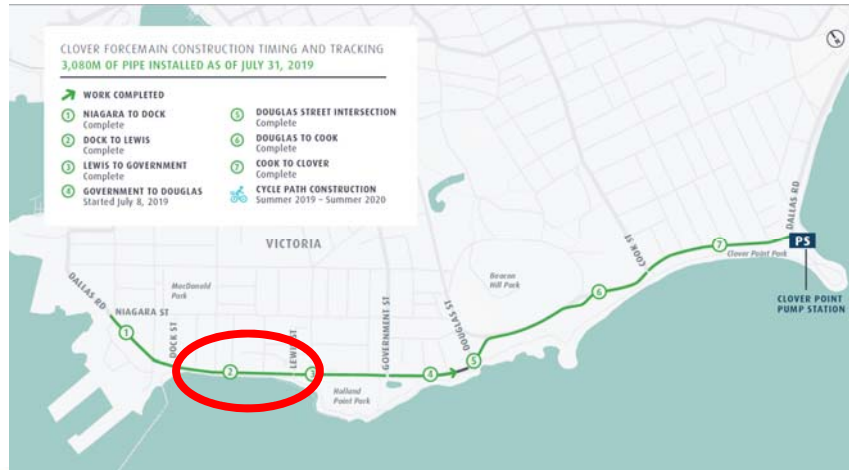 CLOVER FORCEMAIN CONSTRUCTION TIMING AND TRACKING
3,080M OF PIPE INSTALLED AS OF JULY 31, 2019
WORK COMPLETED
1 NIAGARA TO DOCK
Complete
2 DOCK TO LEWIS
Complete
3 LEWIS TO GOVERNMENT
Complete
4 GOVERNMENT TO DOUGLAS
Started July 8, 2019
5 DOUGLAS STREET INTERSECTION
Complete
6 DOUGLAS TO COOK
Complete
7 COOK TO CLOVER
Complete
CYCLE PATH CONSTRUCTION
Summer 2019 – Summer 2020
VICTORIA
DALLAS RD
NIAGARA ST
MacDonald
Park
DOCK ST
LEWIS ST
GOVERNMENT ST
DOUGLAS ST
Beacon
Hill Park
COOK ST
DALLAS RD
PS
Clover Point Park
CLOVER POINT
PUMP STATION
Holland
Point Park
1
2
3
4
5
6
7